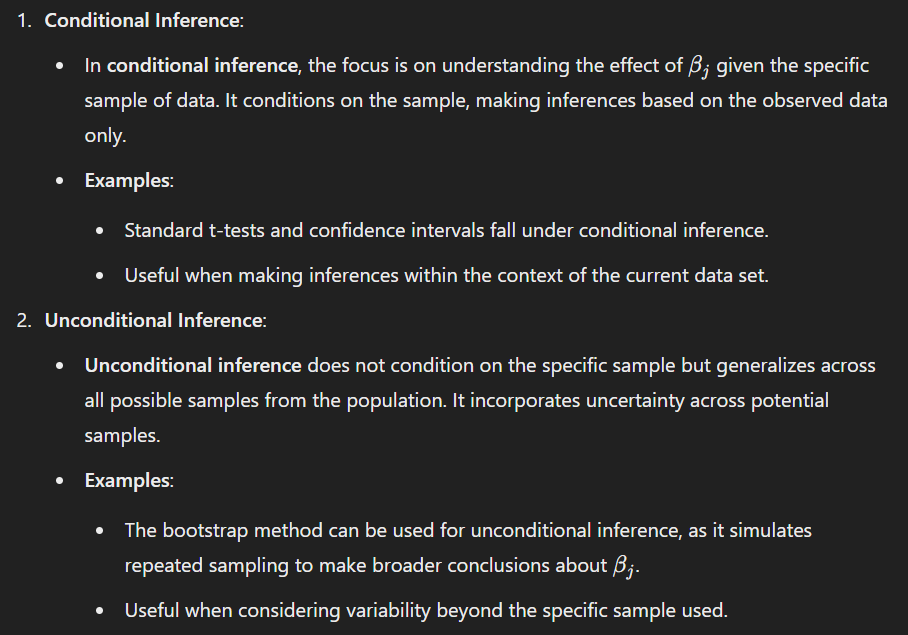 1. Conditional Inference:
• In conditional inference, the focus is on understanding the effect of βj given the specific
sample of data. It conditions on the sample, making inferences based on the observed data
only.
• Examples:
• Standard t-tests and confidence intervals fall under conditional inference.
• Useful when making inferences within the context of the current data set.
2. Unconditional Inference:
• Unconditional inference does not condition on the specific sample but generalizes across
all possible samples from the population. It incorporates uncertainty across potential
samples.
• Examples:
• The bootstrap method can be used for unconditional inference, as it simulates
repeated sampling to make broader conclusions about βj.
• Useful when considering variability beyond the specific sample used.